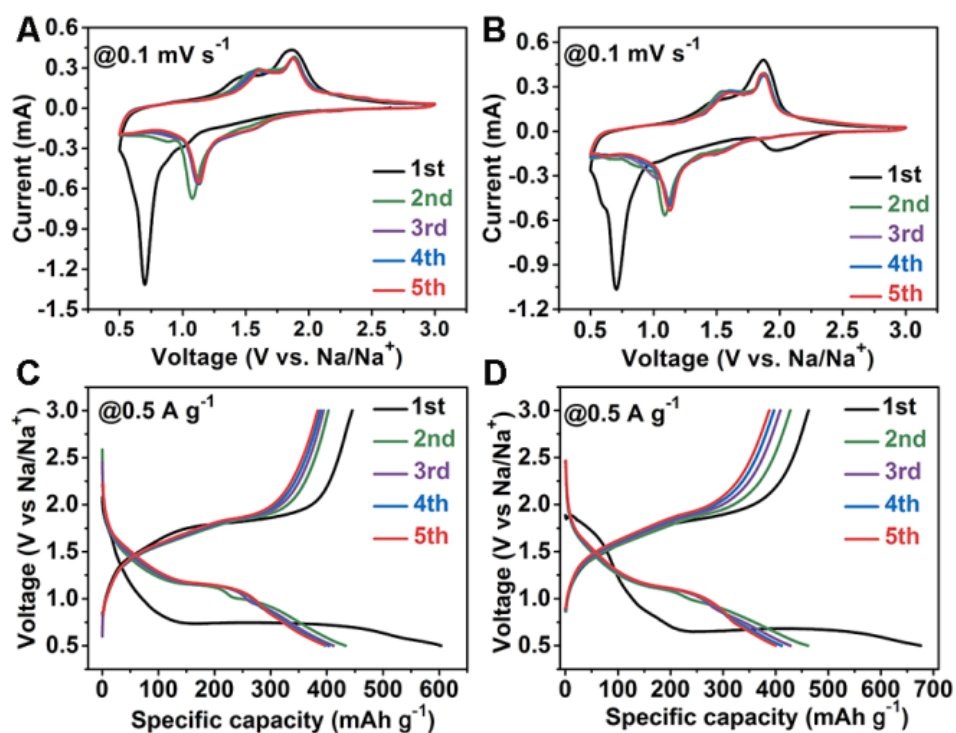 A
@0.1 mV s⁻¹
Current (mA)
0.6
0.3
0.0
-0.3
-0.6
-0.9
-1.2
-1.5
1st
2nd
3rd
4th
5th
0.5 1.0 1.5 2.0 2.5 3.0
Voltage (V vs. Na/Na⁺)
B
@0.1 mV s⁻¹
Current (mA)
0.6
0.3
0.0
-0.3
-0.6
-0.9
-1.2
1st
2nd
3rd
4th
5th
0.5 1.0 1.5 2.0 2.5 3.0
Voltage (V vs. Na/Na⁺)
C
@0.5 A g⁻¹
Voltage (V vs Na/Na⁺)
3.0
2.5
2.0
1.5
1.0
0.5
1st
2nd
3rd
4th
5th
0 100 200 300 400 500 600
Specific capacity (mAh g⁻¹)
D
@0.5 A g⁻¹
Voltage (V vs Na/Na⁺)
3.0
2.5
2.0
1.5
1.0
0.5
1st
2nd
3rd
4th
5th
0 100 200 300 400 500 600 700
Specific capacity (mAh g⁻¹)